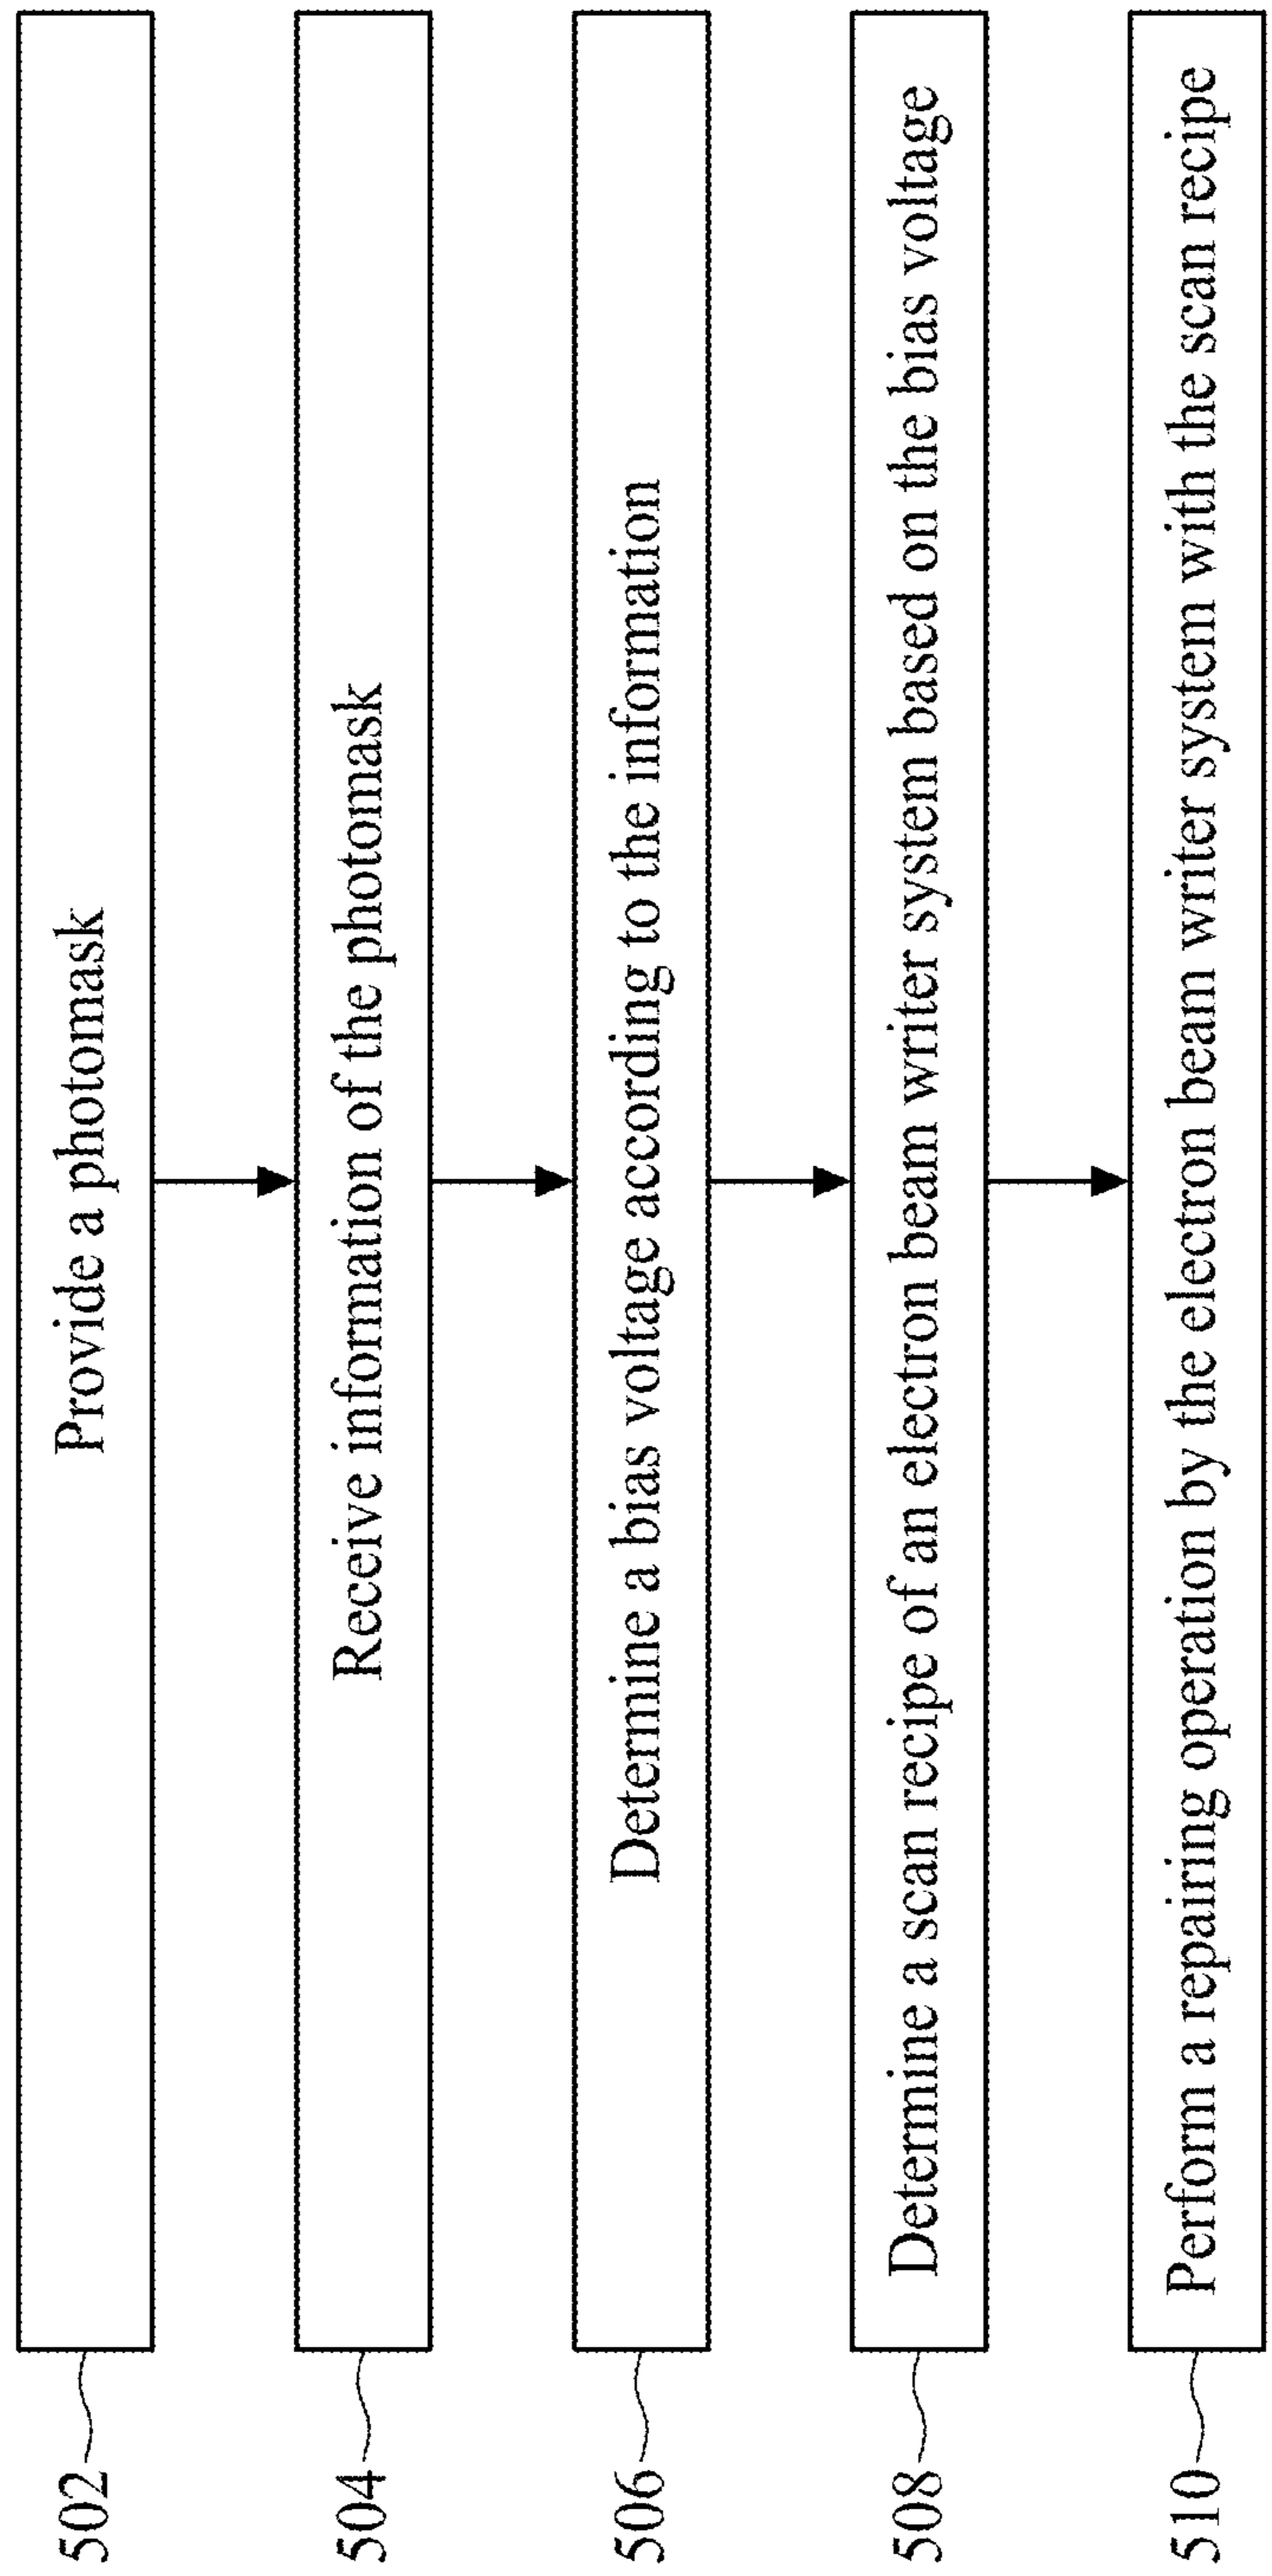 502
Provide a photomask
504
Receive information of the photomask
506
Determine a bias voltage according to the information
508
Determine a scan recipe of an electron beam writer system based on the bias voltage
510
Perform a repairing operation by the electron beam writer system with the scan recipe